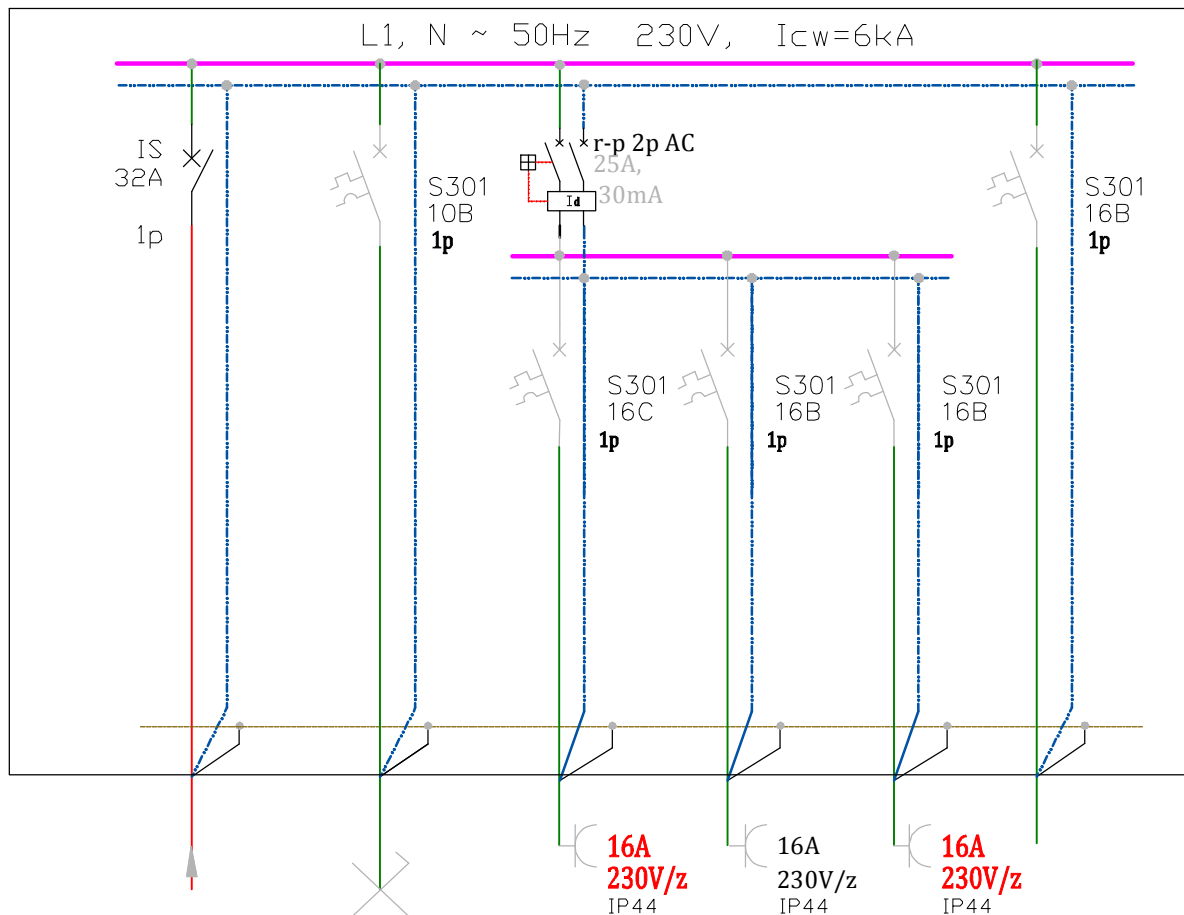 L1, N ~ 50Hz 230V, Icw=6kA
IS
32A
1p
S301
10B
1p
r-p 2p AC
25A,
30mA
Id
S301
16B
1p
S301
16C
1p
S301
16B
1p
S301
16B
1p
16A
230V/z
IP44
16A
230V/z
IP44
16A
230V/z
IP44